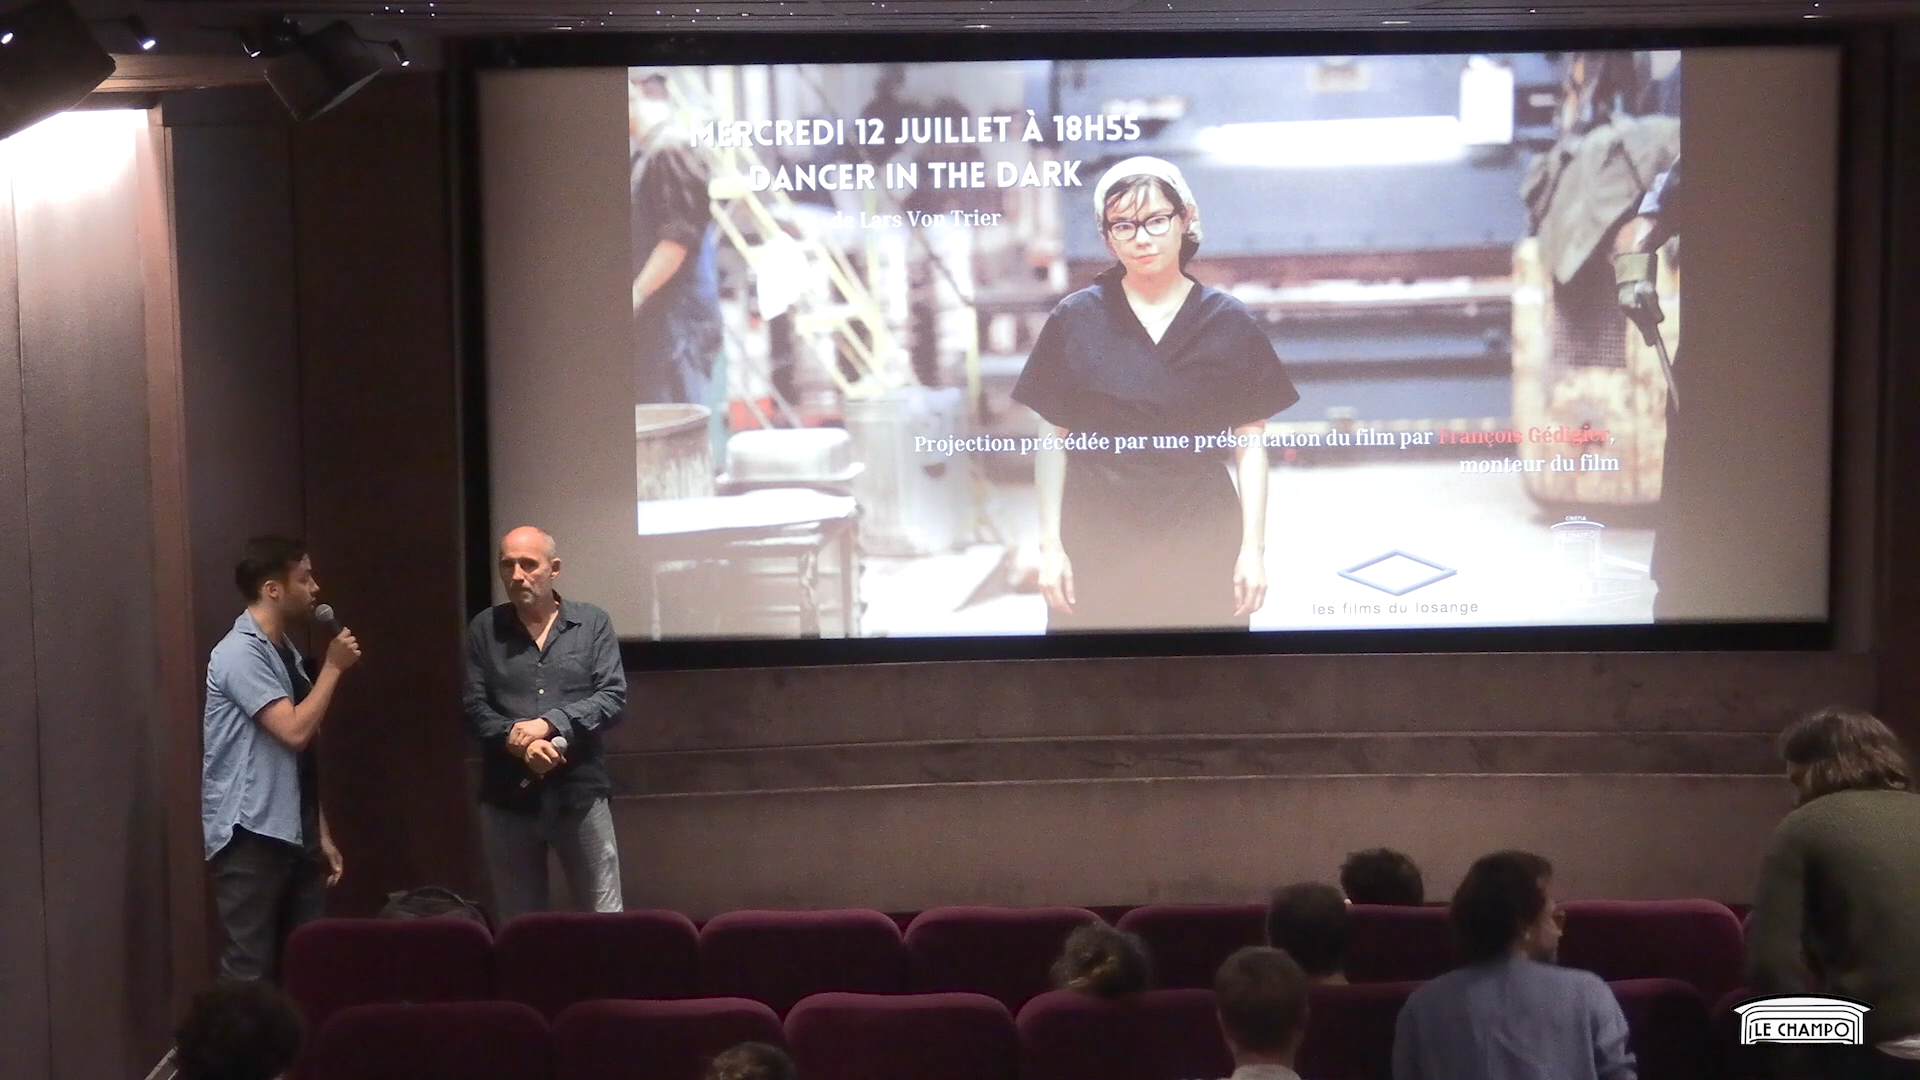 MERCREDI 12 JUILLET À 18H55
DANCER IN THE DARK
de Lars Von Trier
Projection précédée par une présentation du film par François Gédigier,
monteur du film
les films du losange
CINÉMA
LE CHAMPO